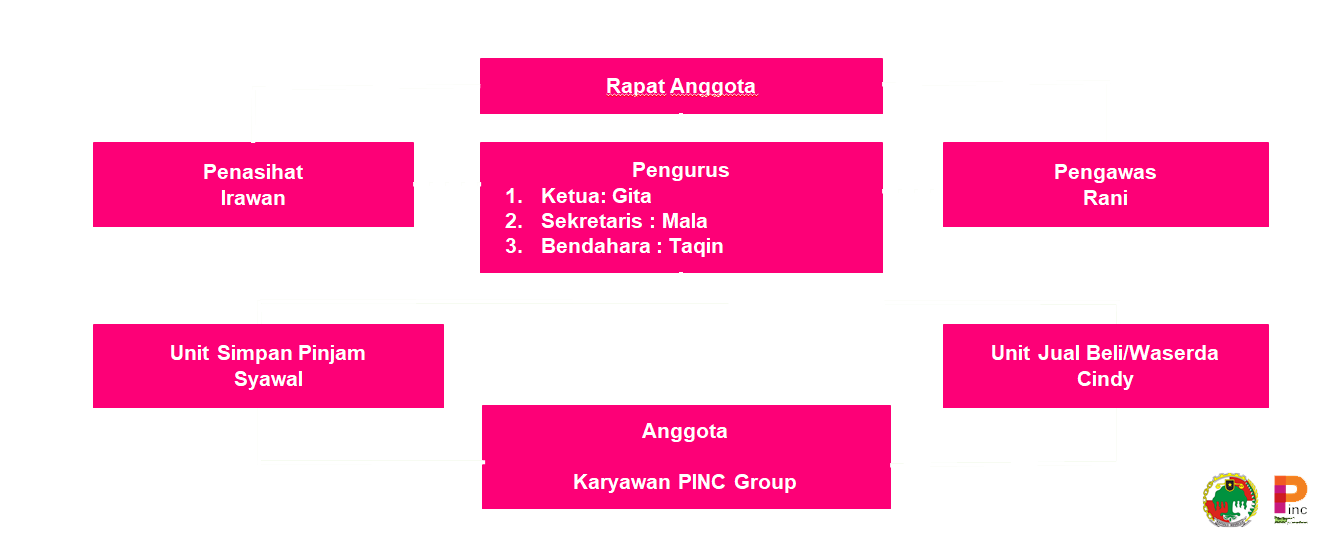 Rapat Anggota
Penasihat
Irawan
Pengurus
1. Ketua: Gita
2. Sekretaris : Mala
3. Bendahara : Taqin
Pengawas
Rani
Unit Simpan Pinjam
Syawal
Unit Jual Beli/Waserda
Cindy
Anggota
Karyawan PINC Group
Pinc